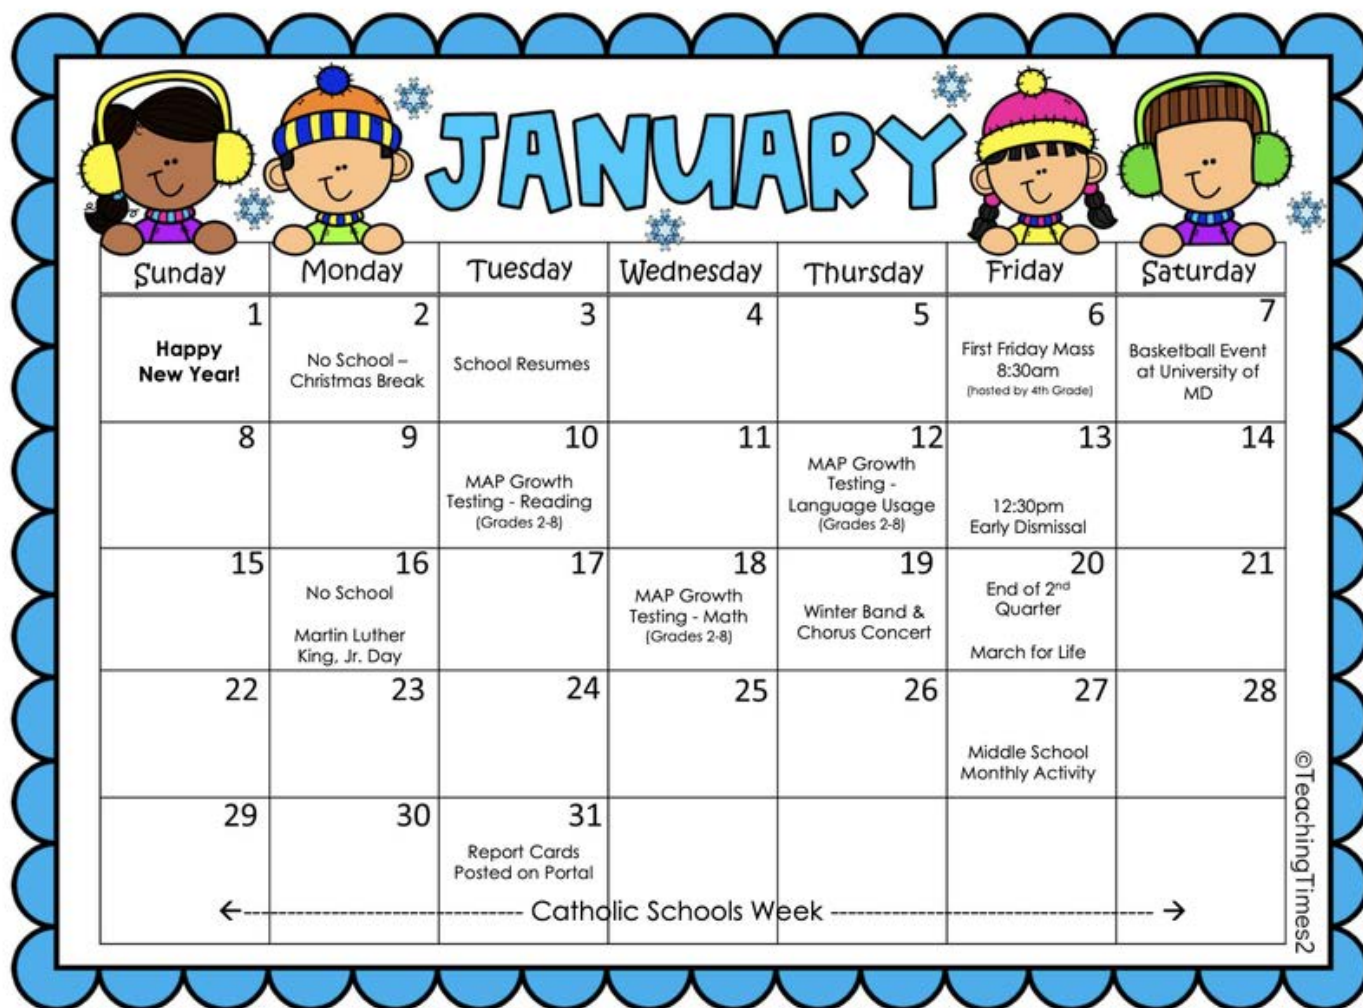 JANUARY
Sunday
Monday
Tuesday
Wednesday
Thursday
Friday
Saturday
1
Happy
New Year!
2
No School –
Christmas Break
3
School Resumes
4
5
6
First Friday Mass
8:30am
(hosted by 4th Grade)
7
Basketball Event
at University of
MD
8
9
10
MAP Growth
Testing - Reading
(Grades 2-8)
11
12
MAP Growth
Testing -
Language Usage
(Grades 2-8)
13
12:30pm
Early Dismissal
14
15
16
No School
Martin Luther
King, Jr. Day
17
18
MAP Growth
Testing - Math
(Grades 2-8)
19
Winter Band &
Chorus Concert
20
End of 2nd
Quarter
March for Life
21
22
23
24
25
26
27
Middle School
Monthly Activity
28
29
30
31
Report Cards
Posted on Portal
Catholic Schools Week
©TeachingTimes2